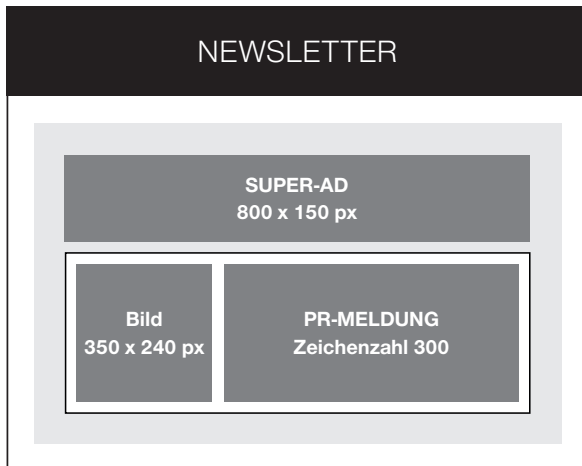 NEWSLETTER
SUPER-AD
800 x 150 px
Bild
350 x 240 px
PR-MELDUNG
Zeichenzahl 300